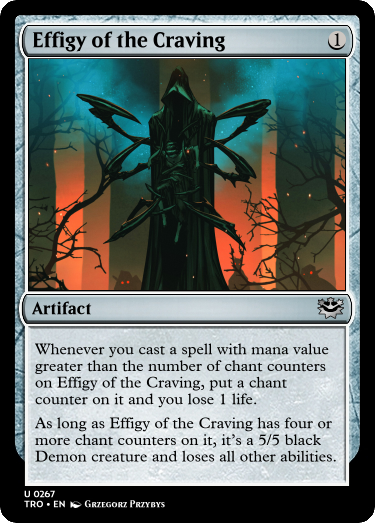 Effigy of the Craving
1
Artifact
Whenever you cast a spell with mana value
greater than the number of chant counters
on Effigy of the Craving, put a chant
counter on it and you lose 1 life.
As long as Effigy of the Craving has four or
more chant counters on it, it's a 5/5 black
Demon creature and loses all other abilities.
U 0267
TRO • EN Grzegorz Przybys